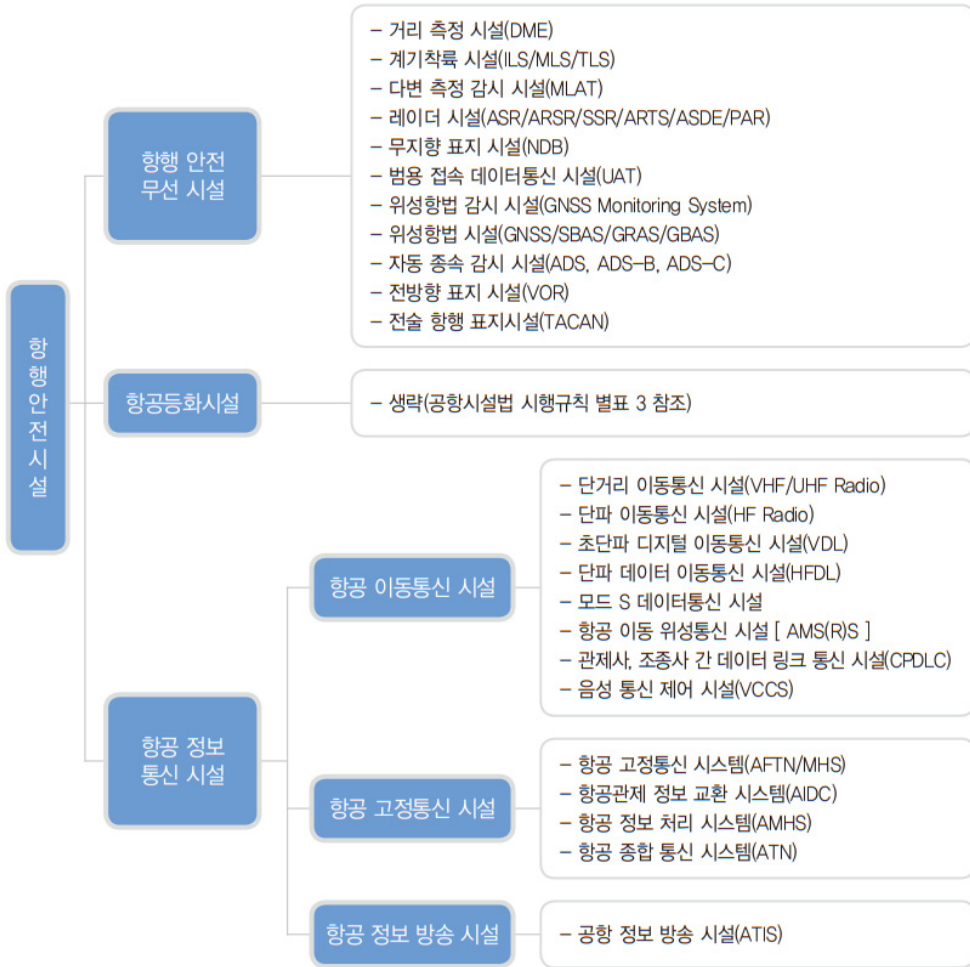 항행안전시설
항행 안전
무선 시설
– 거리 측정 시설(DME)
– 계기착륙 시설(ILS/MLS/TLS)
– 다변 측정 감시 시설(MLAT)
– 레이더 시설(ASR/ARSR/SSR/ARTS/ASDE/PAR)
– 무지향 표지 시설(NDB)
– 범용 접속 데이터통신 시설(UAT)
– 위성항법 감시 시설(GNSS Monitoring System)
– 위성항법 시설(GNSS/SBAS/GRAS/GBAS)
– 자동 종속 감시 시설(ADS, ADS–B, ADS–C)
– 전방향 표지 시설(VOR)
– 전술 항행 표지시설(TACAN)
항공등화시설
– 생략(공항시설법 시행규칙 별표 3 참조)
항공 정보
통신 시설
항공 이동통신 시설
– 단거리 이동통신 시설(VHF/UHF Radio)
– 단파 이동통신 시설(HF Radio)
– 초단파 디지털 이동통신 시설(VDL)
– 단파 데이터 이동통신 시설(HFDL)
– 모드 S 데이터통신 시설
– 항공 이동 위성통신 시설 [ AMS(R)S ]
– 관제사, 조종사 간 데이터 링크 통신 시설(CPDLC)
– 음성 통신 제어 시설(VCCS)
항공 고정통신 시설
– 항공 고정통신 시스템(AFTN/MHS)
– 항공관제 정보 교환 시스템(AIDC)
– 항공 정보 처리 시스템(AMHS)
– 항공 종합 통신 시스템(ATN)
항공 정보 방송 시설
– 공항 정보 방송 시설(ATIS)